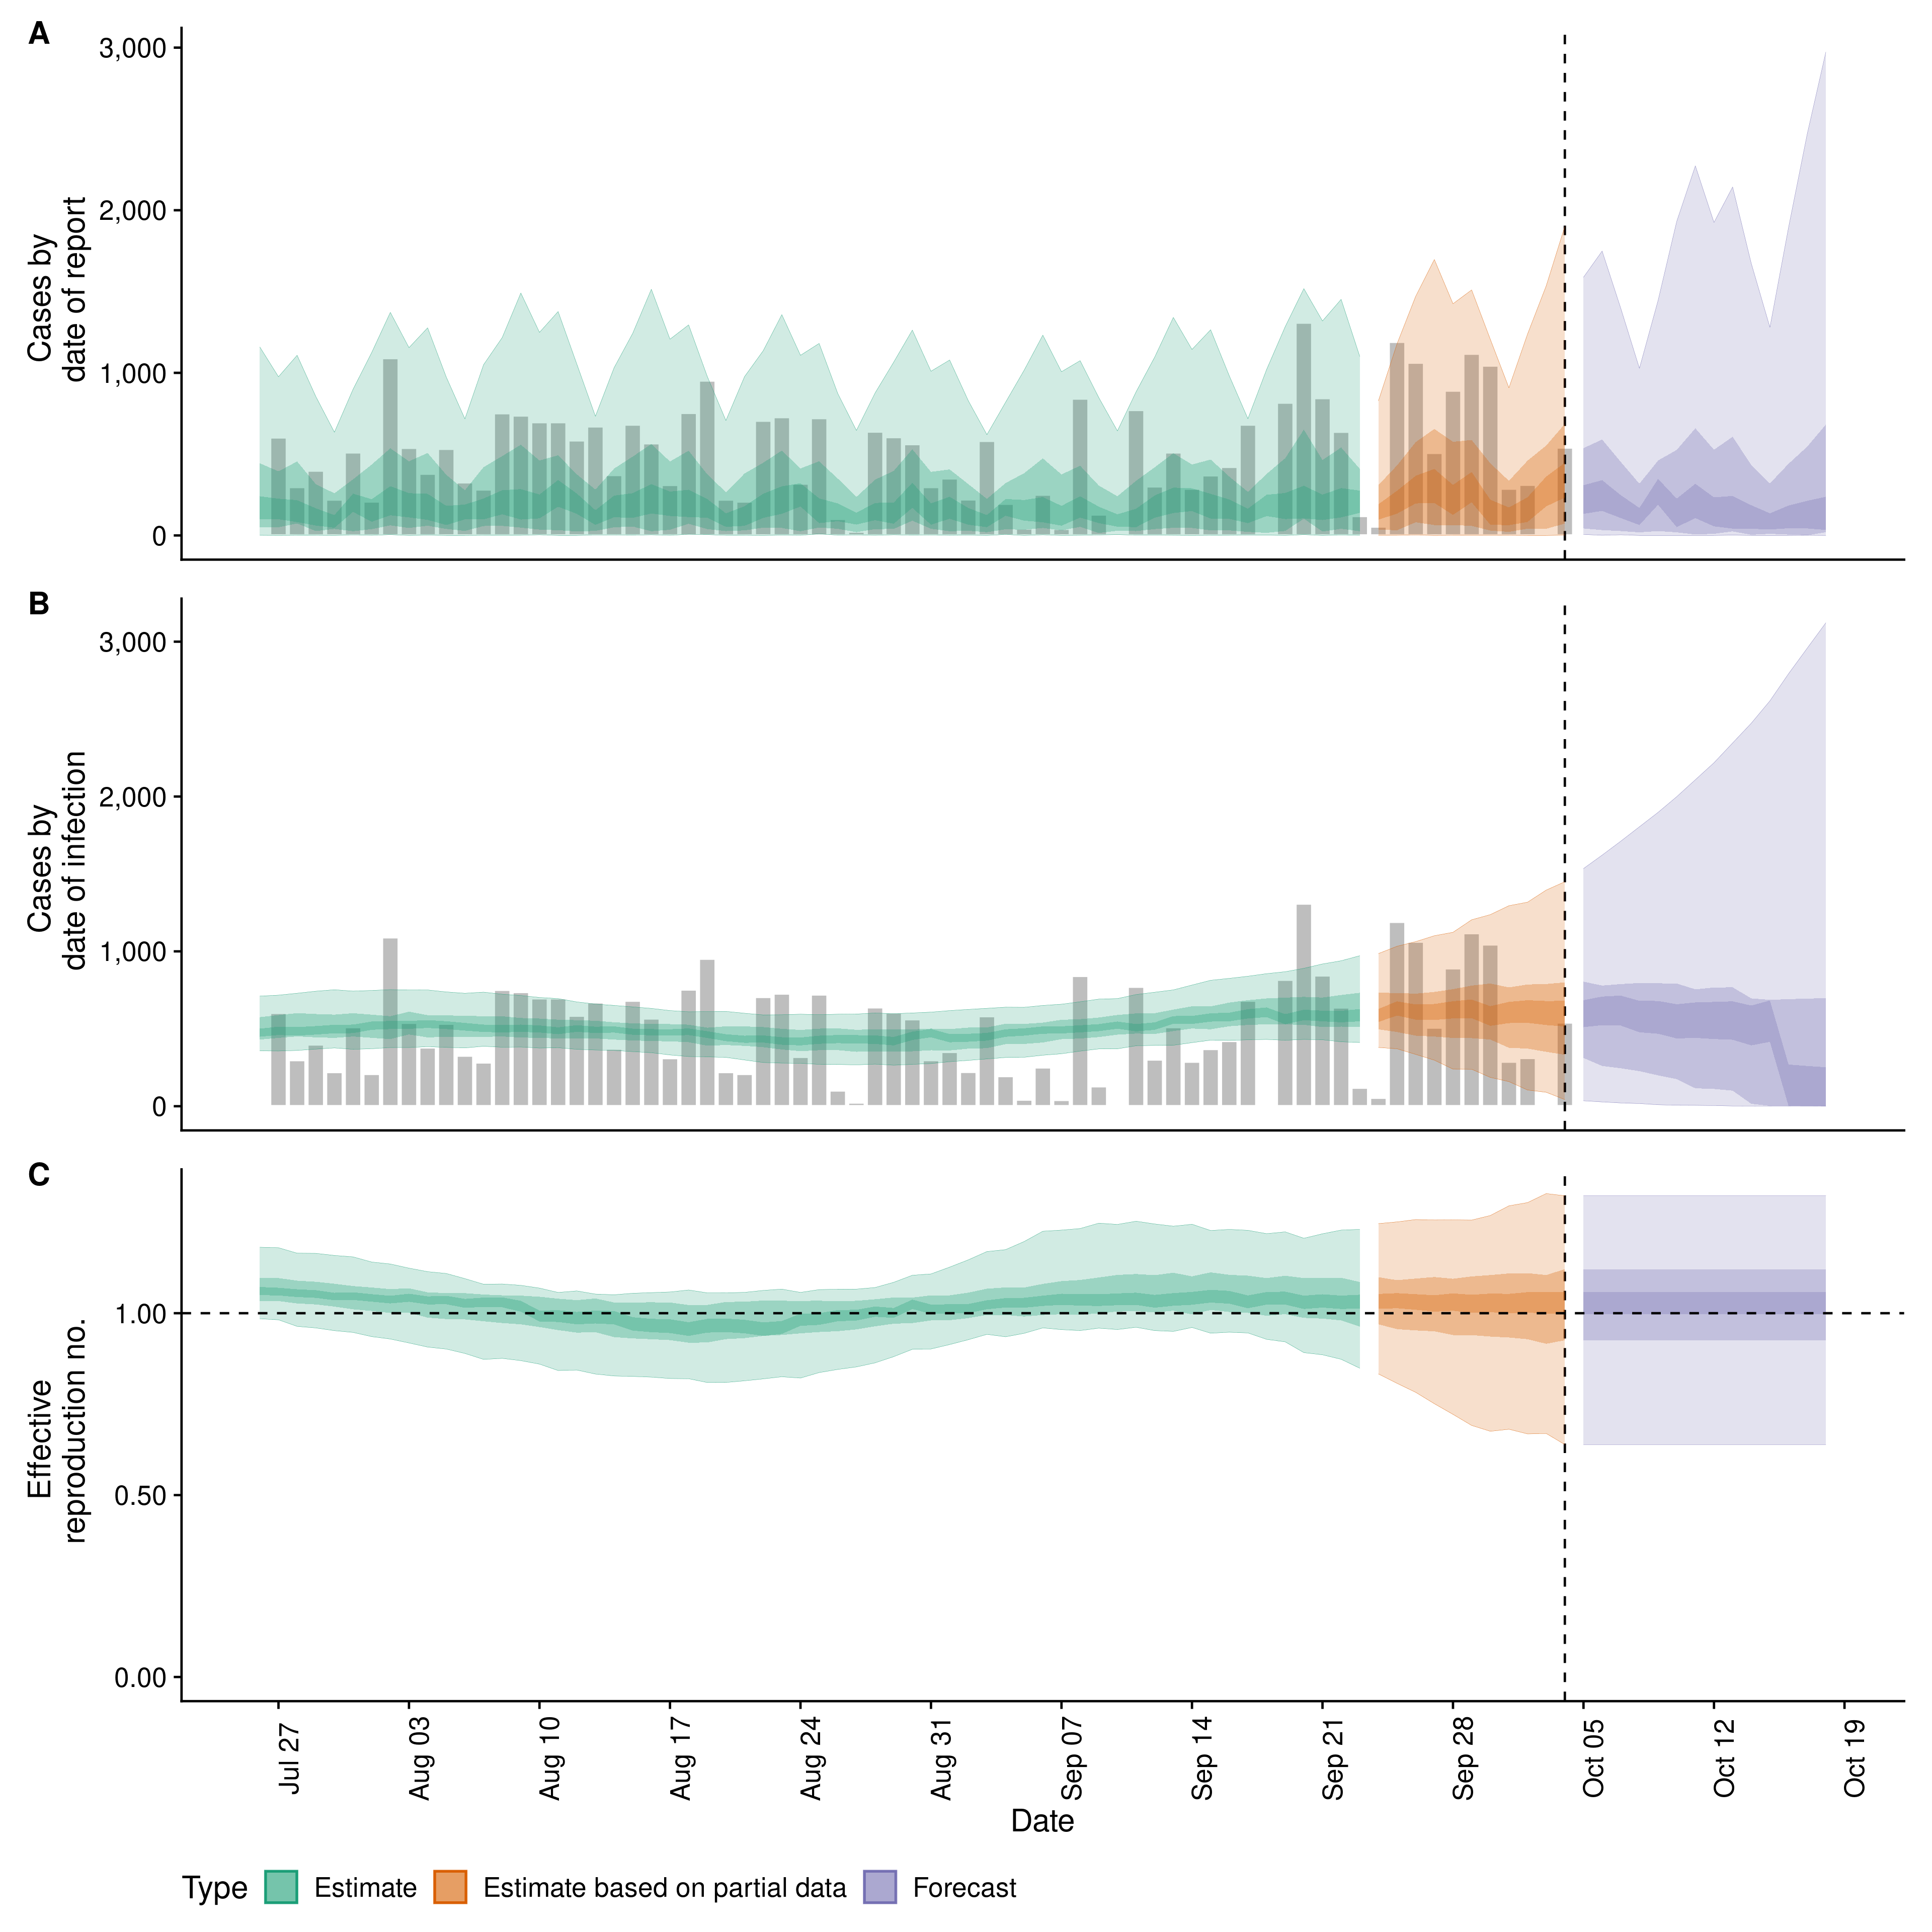 A
3,000
2,000
1,000
0
Cases by
date of report
B
3,000
2,000
1,000
0
Cases by
date of infection
C
1.00
0.50
0.00
Effective
reproduction no.
Jul 27
Aug 03
Aug 10
Aug 17
Aug 24
Aug 31
Sep 07
Sep 14
Sep 21
Sep 28
Oct 05
Oct 12
Oct 19
Date
Type Estimate Estimate based on partial data Forecast